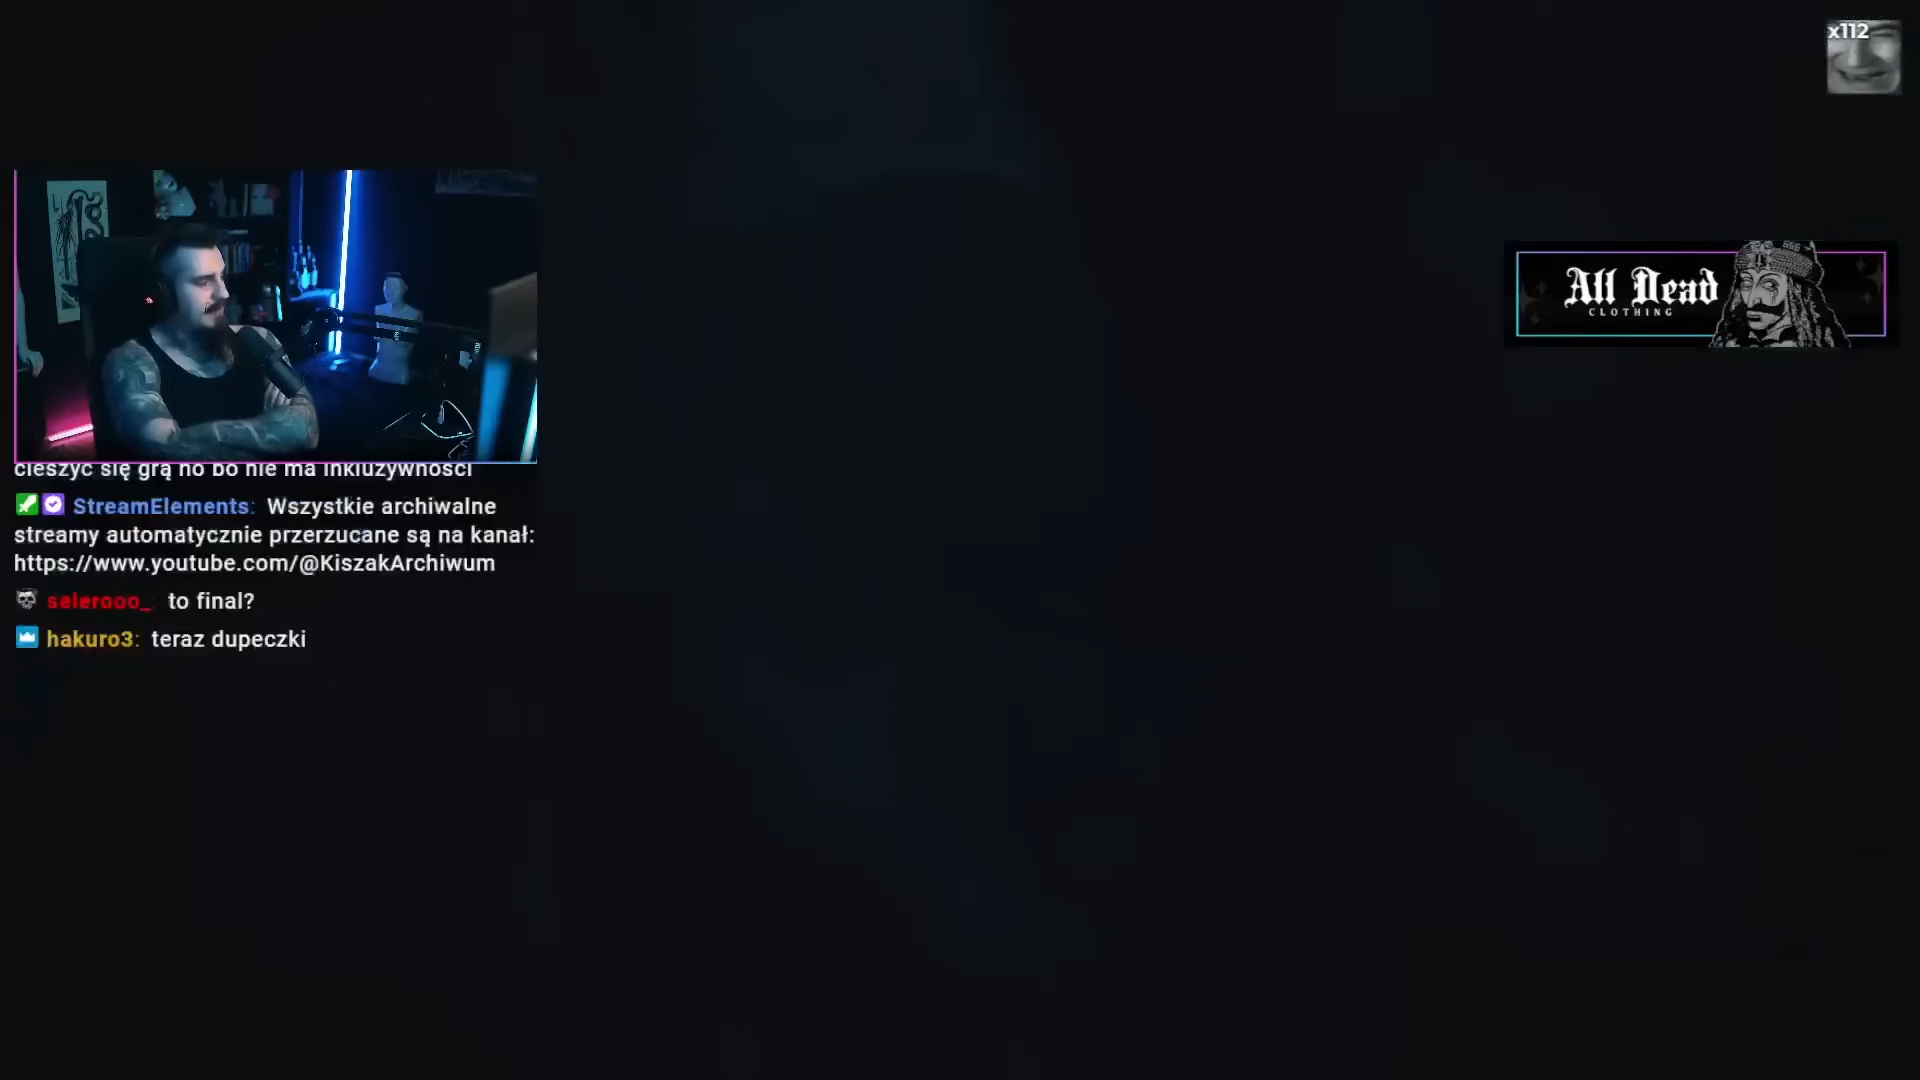 x112
All Dead
CLOTHING
cieszyć się grą no bo nie ma inkluzywności
StreamElements: Wszystkie archiwalne
streamy automatycznie przerzucane są na kanał:
https://www.youtube.com/@KiszakArchiwum
selerooo_: to final?
hakuro3: teraz dupeczki